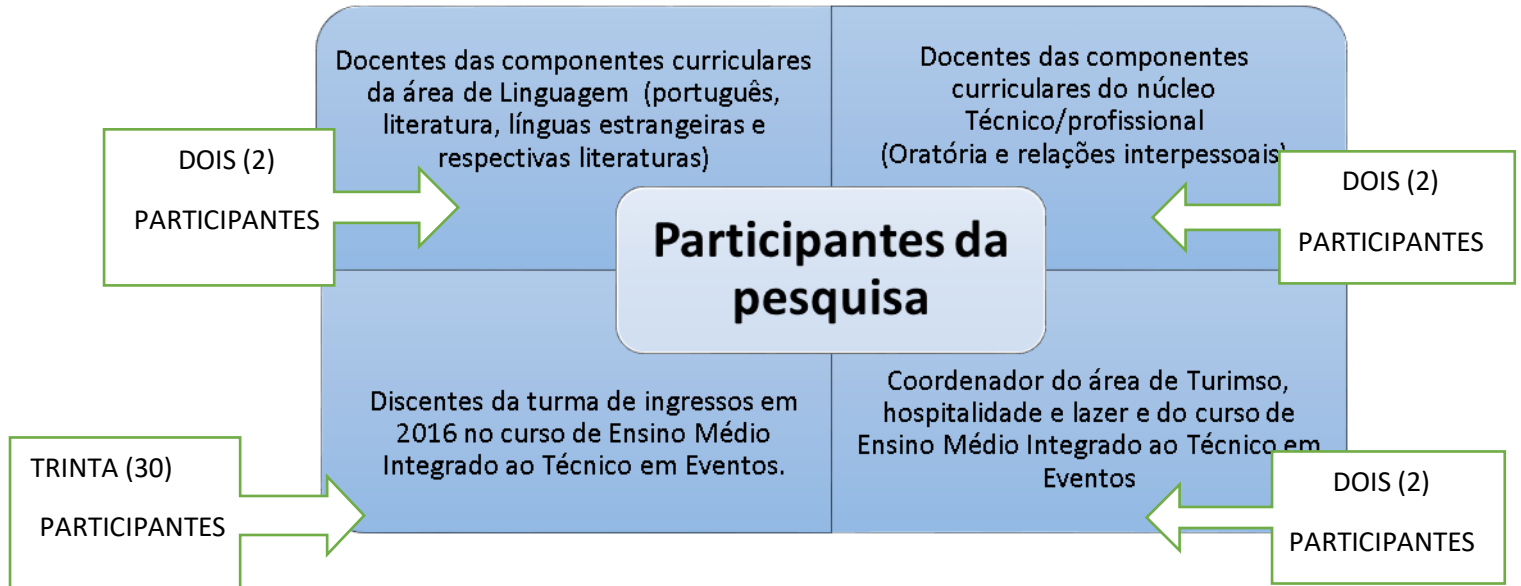 Docentes das componentes curriculares
da área de Linguagem (português,
literatura, línguas estrangeiras e
respectivas literaturas)
DOIS (2)
PARTICIPANTES
Docentes das componentes
curriculares do núcleo
Técnico/profissional
(Oratória e relações interpessoais)
DOIS (2)
PARTICIPANTES
Participantes da
pesquisa
Discentes da turma de ingressos em
2016 no curso de Ensino Médio
Integrado ao Técnico em Eventos.
TRINTA (30)
PARTICIPANTES
Coordenador do área de Turimso,
hospitalidade e lazer e do curso de
Ensino Médio Integrado ao Técnico em
Eventos
DOIS (2)
PARTICIPANTES